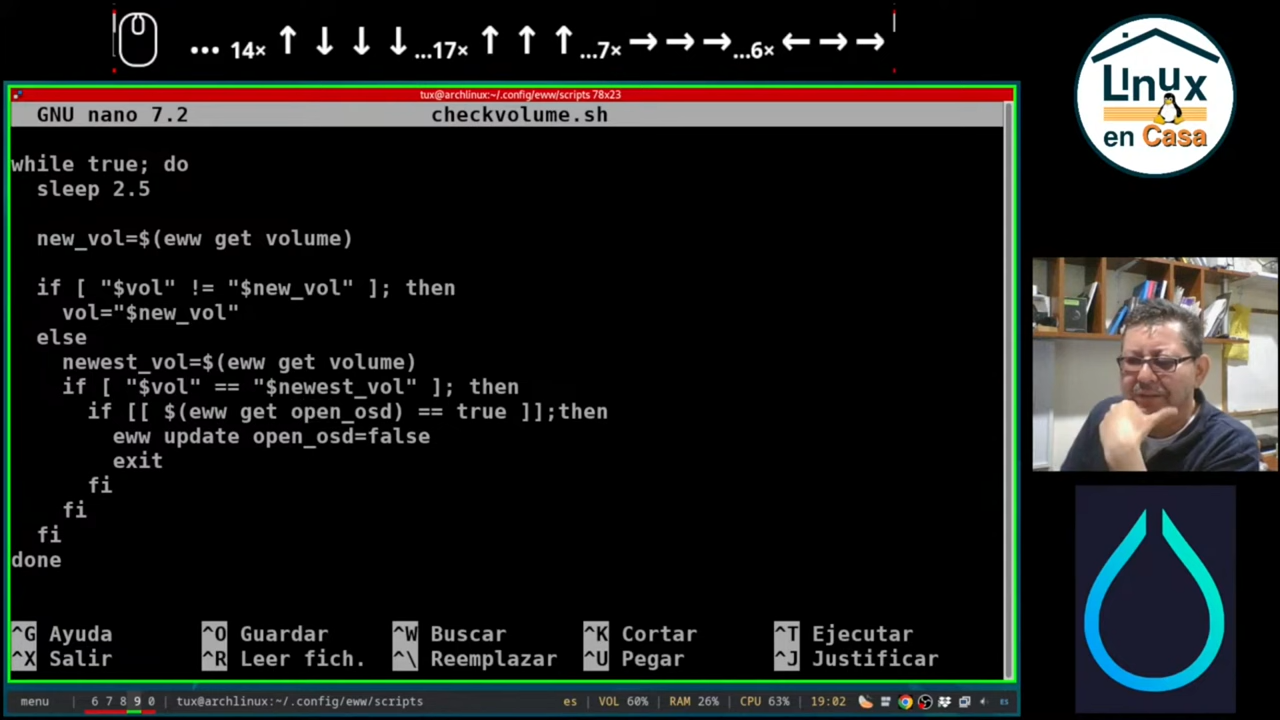 ... 14× ↑ ↓ ↓ ↓ ...17× ↑ ↑ ↑ ...7× → → → ...6× ← → →
Linux
en Casa
tux@archlinux:~/.config/eww/scripts 78x23
GNU nano 7.2 checkvolume.sh
while true; do
  sleep 2.5
  new_vol=$(eww get volume)
  if [ "$vol" != "$new_vol" ]; then
    vol="$new_vol"
  else
    newest_vol=$(eww get volume)
    if [ "$vol" == "$newest_vol" ]; then
      if [[ $(eww get open_osd) == true ]];then
        eww update open_osd=false
        exit
      fi
    fi
  fi
done
^G Ayuda ^O Guardar ^W Buscar ^K Cortar ^T Ejecutar
^X Salir ^R Leer fich. ^\ Reemplazar ^U Pegar ^J Justificar
menu 6 7 8 9 0 tux@archlinux:~/.config/eww/scripts es VOL 60% RAM 26% CPU 63% 19:02 ES